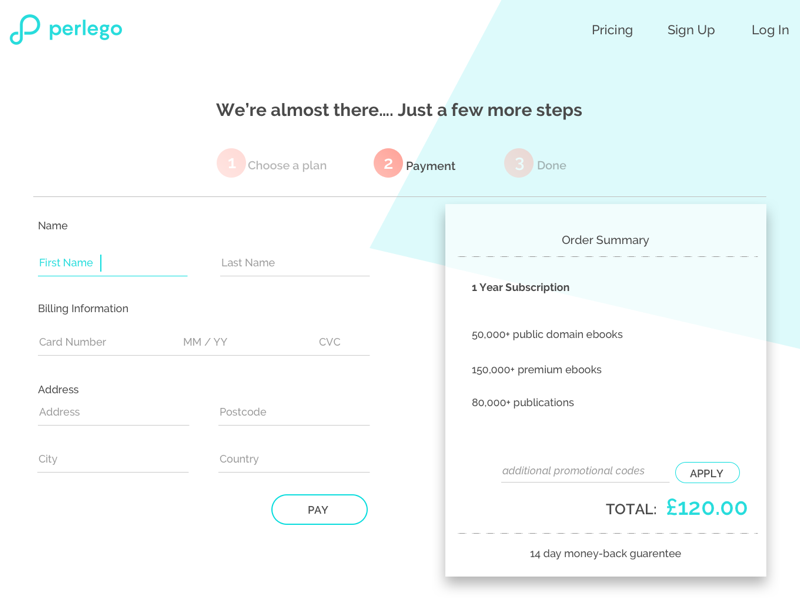 perlego
Pricing Sign Up Log In
We're almost there.... Just a few more steps
1 Choose a plan 2 Payment 3 Done
Name
First Name Last Name
Billing Information
Card Number MM / YY CVC
Address
Address Postcode
City Country
PAY
Order Summary
1 Year Subscription
50,000+ public domain ebooks
150,000+ premium ebooks
80,000+ publications
additional promotional codes APPLY
TOTAL: £120.00
14 day money-back guarentee